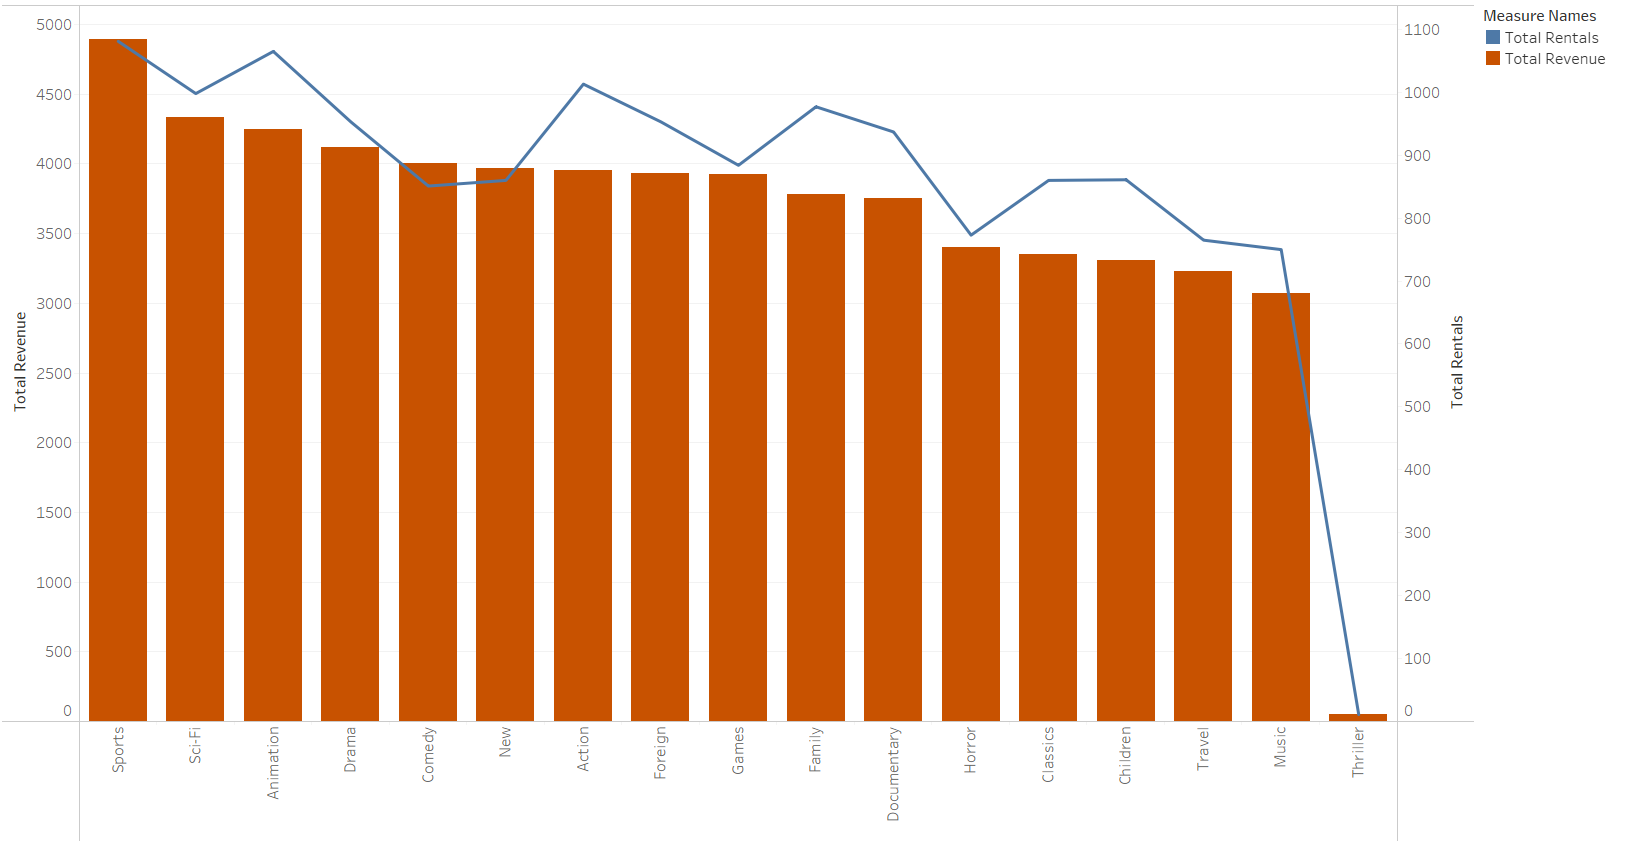 5000
4500
4000
3500
3000
2500
2000
1500
1000
500
0
Total Revenue
1100
1000
900
800
700
600
500
400
300
200
100
0
Total Rentals
Sports
Sci-Fi
Animation
Drama
Comedy
New
Action
Foreign
Games
Family
Documentary
Horror
Classics
Children
Travel
Music
Thriller
Measure Names
Total Rentals
Total Revenue